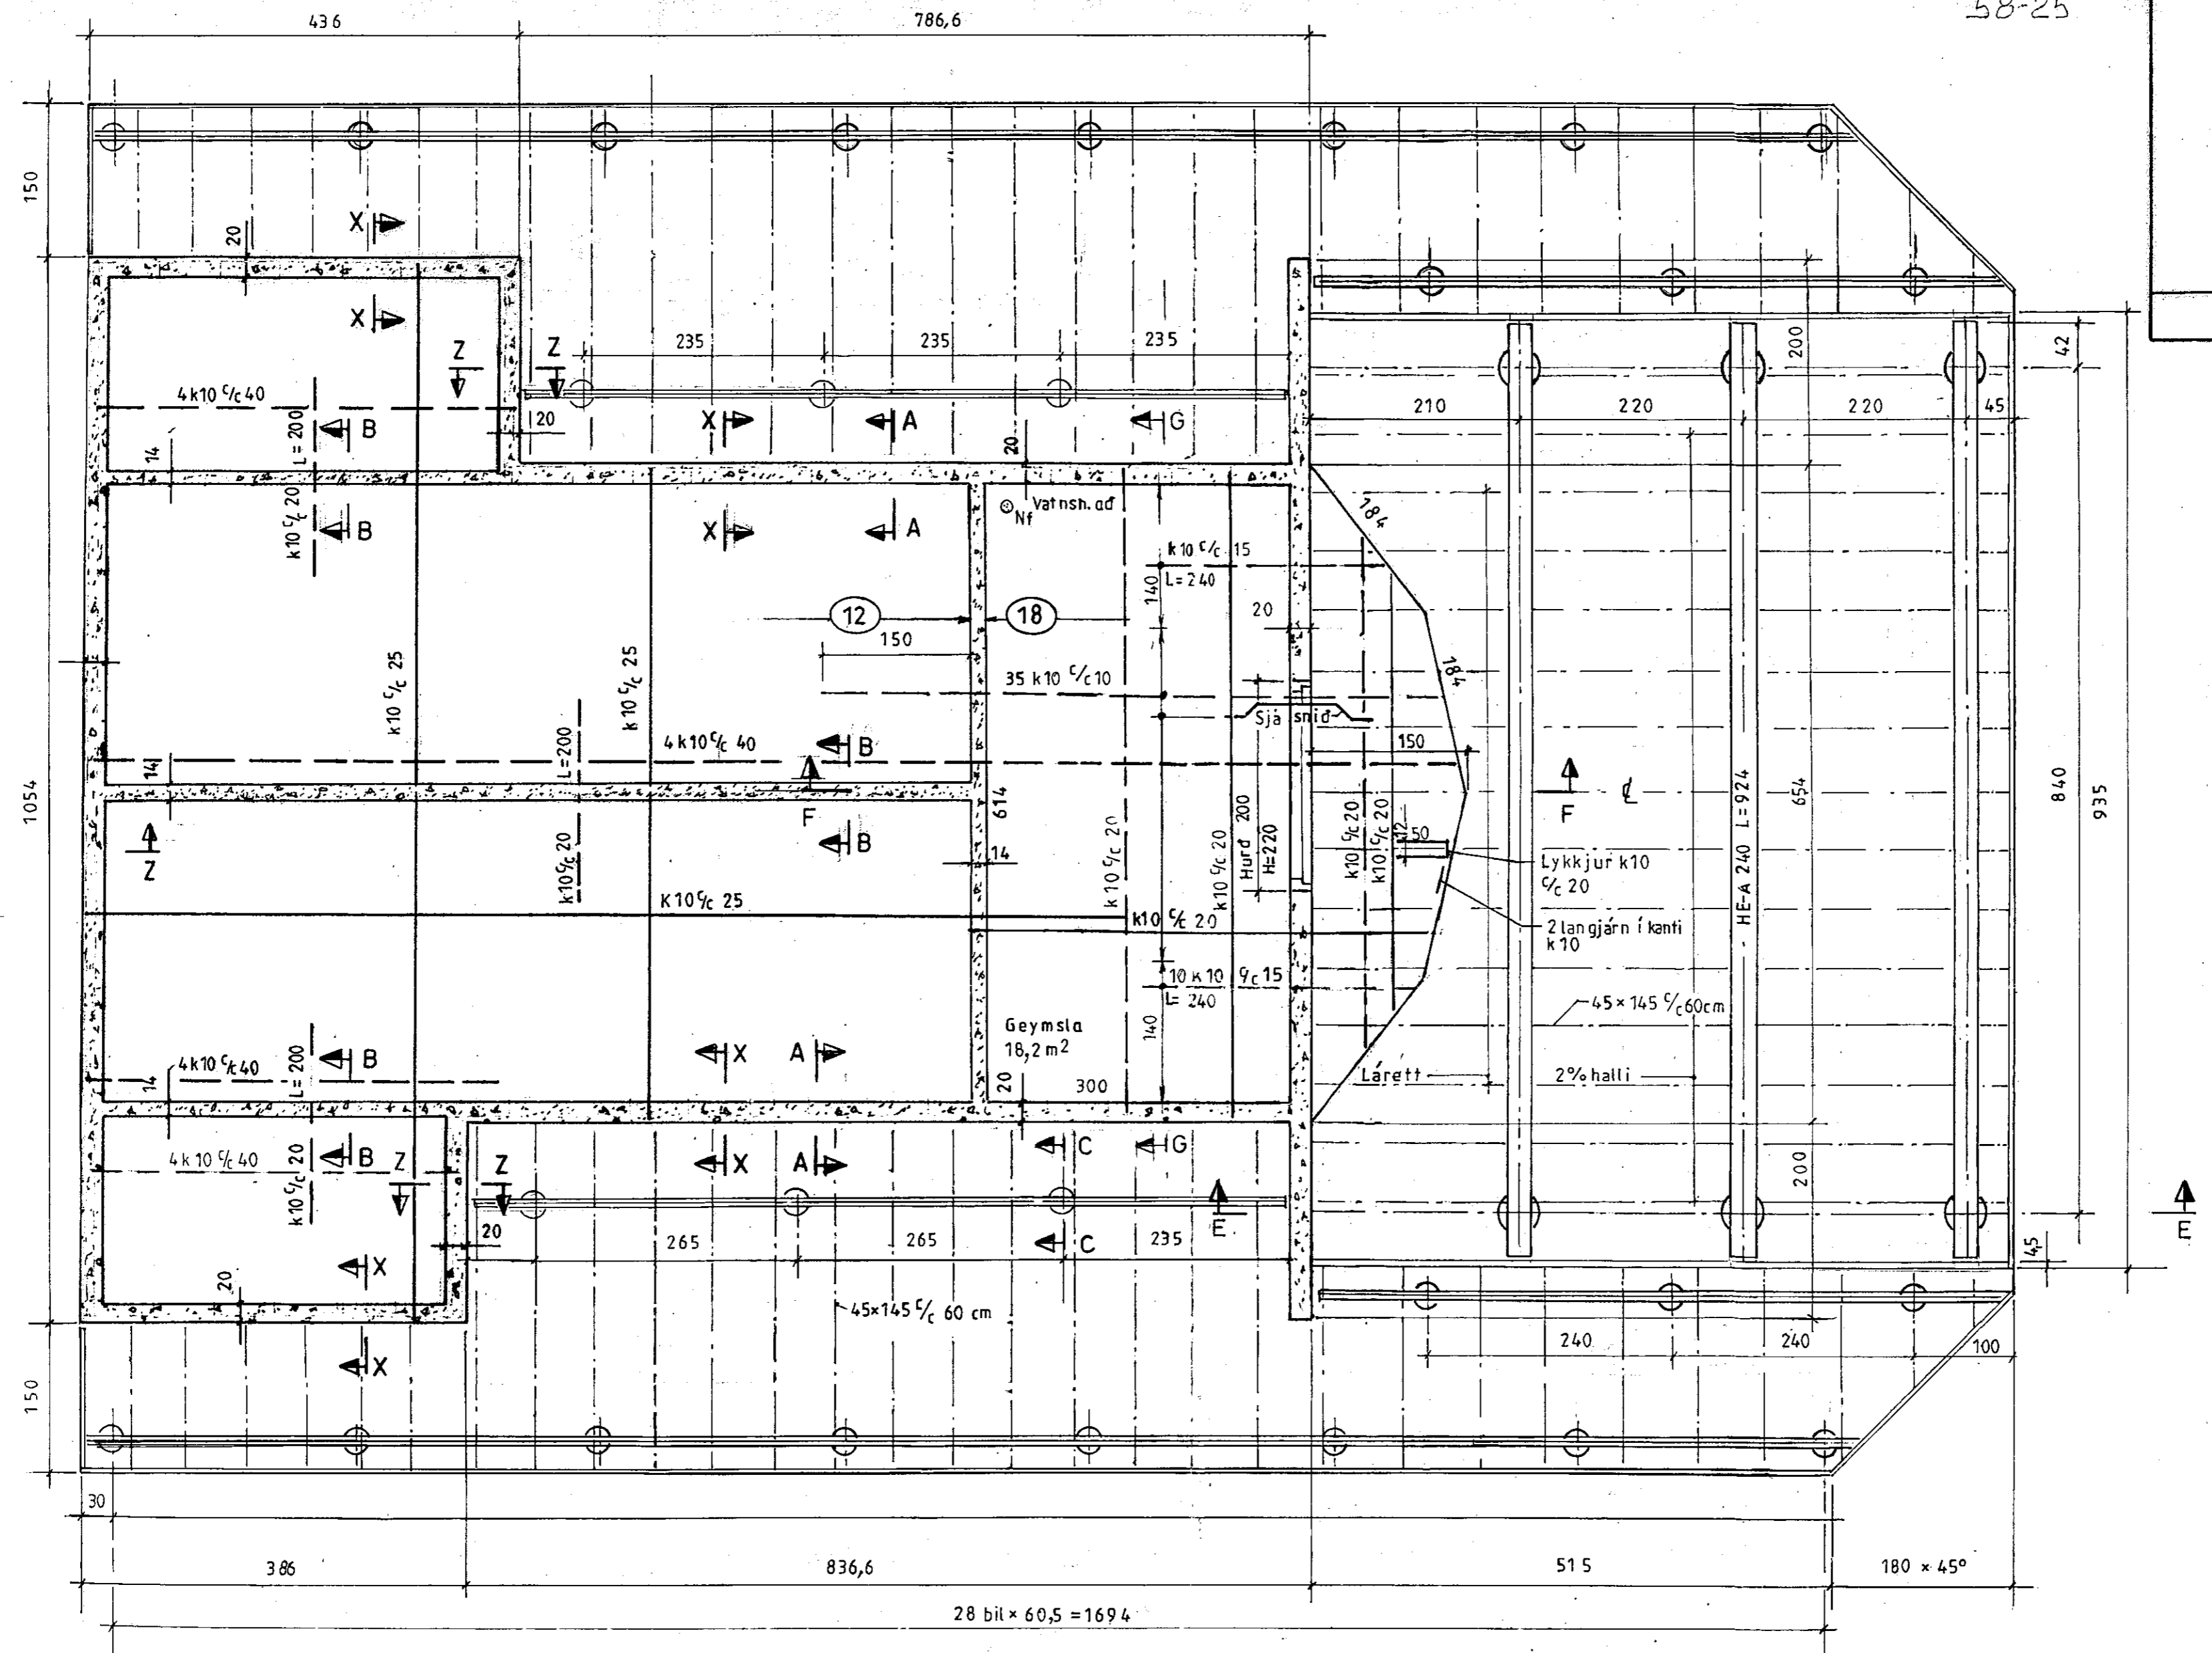 58-25
436
786,6
150
X
20
X
Z
Z
235
235
235
200
42
4k10 c/c 40
L=200
B
20
X
A
G
210
220
220
45
14
20
k10 c/c 20
B
X
A
Nf
Vatnsh. að
184
k10 c/c 15
L=240
140
12
18
20
150
k10 c/c 25
k10 c/c 25
184
35 k10 c/c 10
Sjá snið
L=200
4k10 c/c 40
B
150
14
1054
F
614
F
℄
HE-A 240 L=924
654
840
935
Z
B
k10 c/c 20
14
k10 c/c 20
k10 c/c 20
Hurð 200
H=220
k10 c/c 20
k10 c/c 20
12
50
Lykkjur k10
c/c 20
K10 c/c 25
k10 c/c 20
2 langjárn í kanti
k10
10 k10 c/c 15
L=240
45×145 c/c 60cm
Geymsla
18,2 m2
140
4k10 c/c 40
14
L=200
B
X
A
20
300
Lárétt
2% halli
4k10 c/c 40
k10 c/c 20
B
Z
Z
X
A
C
G
200
E
E
20
265
265
C
235
4,5
X
20
45×145 c/c 60 cm
240
240
100
X
150
30
386
836,6
515
180 × 45°
28 bil × 60,5 = 1694